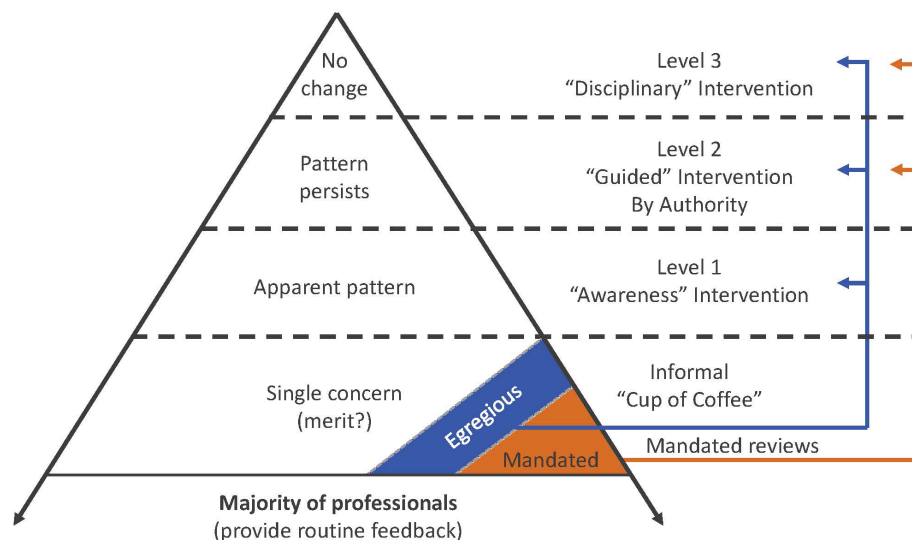 No
change
Level 3
“Disciplinary” Intervention
Pattern
persists
Level 2
“Guided” Intervention
By Authority
Apparent pattern
Level 1
“Awareness” Intervention
Single concern
(merit?)
Egregious
Mandated
Informal
“Cup of Coffee”
Mandated reviews
Majority of professionals
(provide routine feedback)